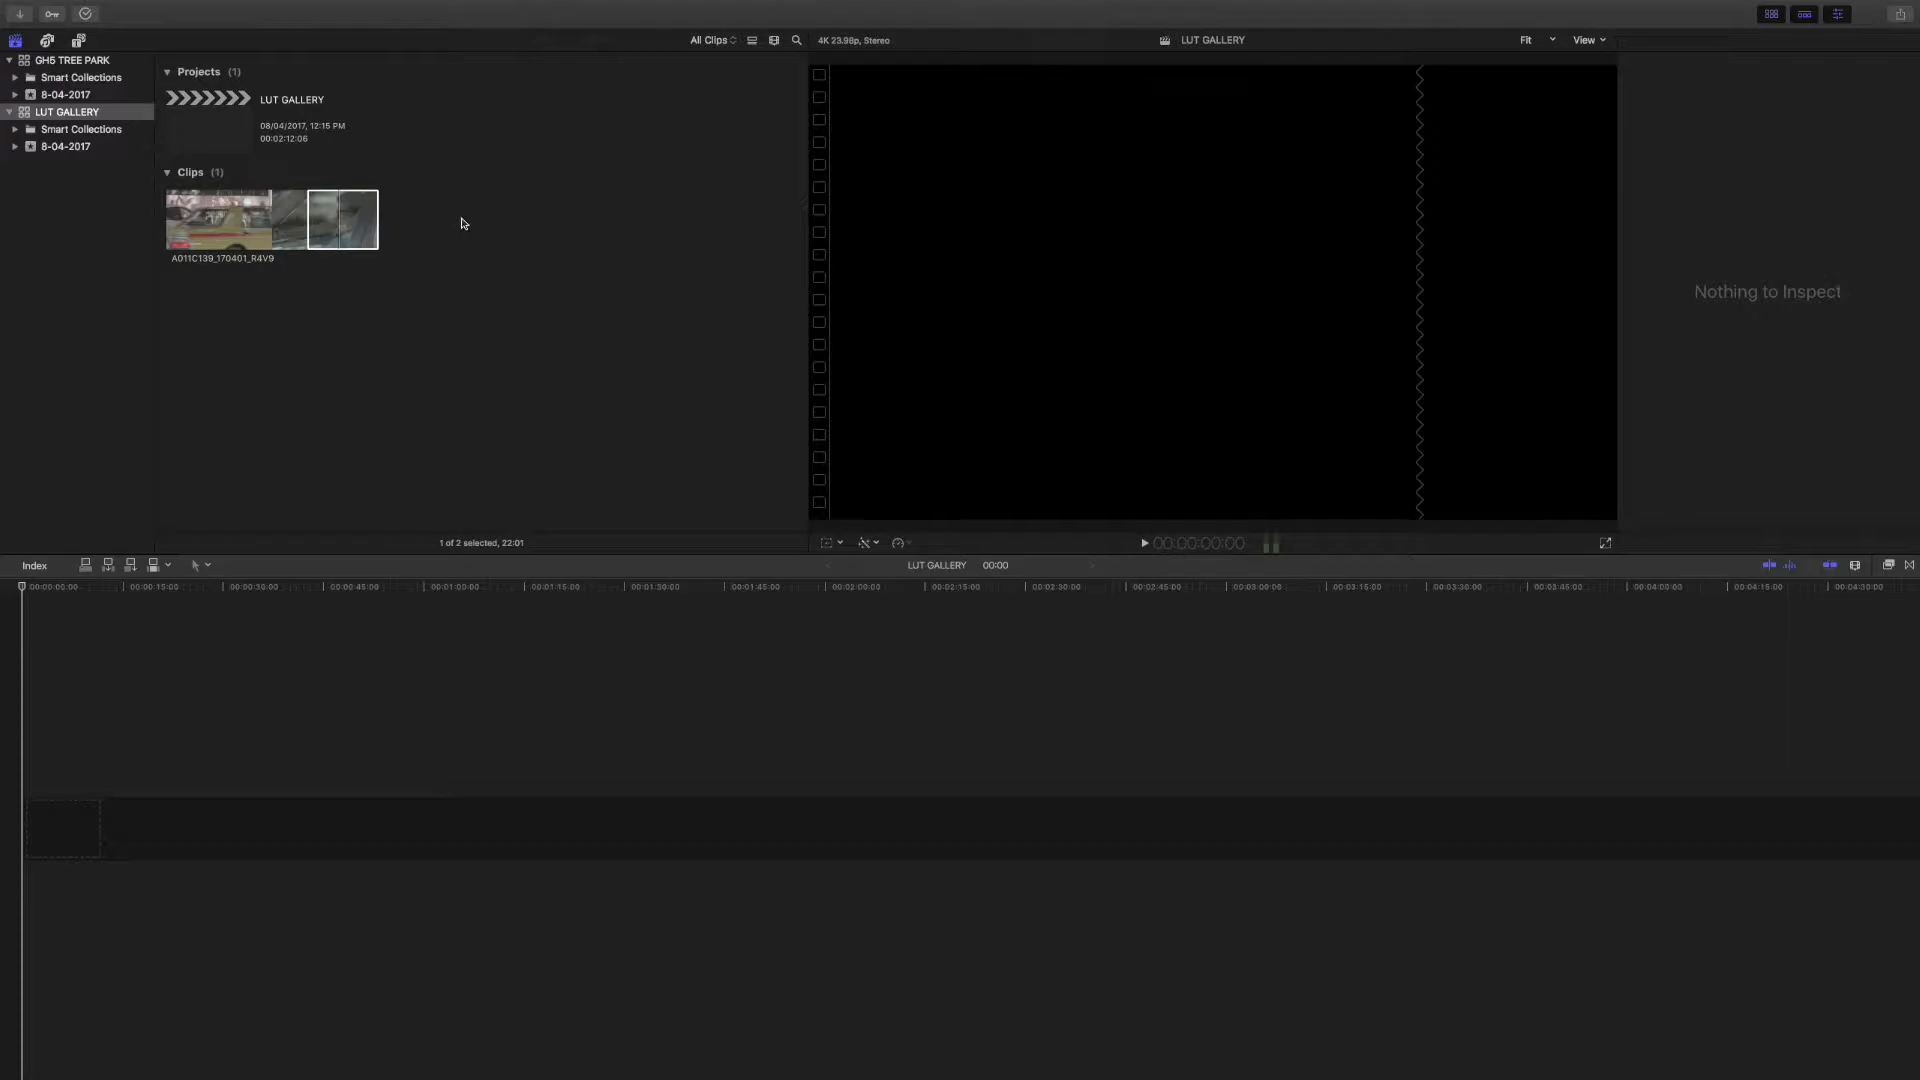 All Clips
4K 23.98p, Stereo
LUT GALLERY
Fit
View
GH5 TREE PARK
Smart Collections
8-04-2017
LUT GALLERY
Smart Collections
8-04-2017
Projects (1)
LUT GALLERY
08/04/2017, 12:15 PM
00:02:12:06
Clips (1)
A011C139_170401_R4V9
Nothing to Inspect
1 of 2 selected, 22:01
00:00:00:00
Index
LUT GALLERY 00:00
00:00:00:00 00:00:15:00 00:00:30:00 00:00:45:00 00:01:00:00 00:01:15:00 00:01:30:00 00:01:45:00 00:02:00:00 00:02:15:00 00:02:30:00 00:02:45:00 00:03:00:00 00:03:15:00 00:03:30:00 00:03:45:00 00:04:00:00 00:04:15:00 00:04:30:00